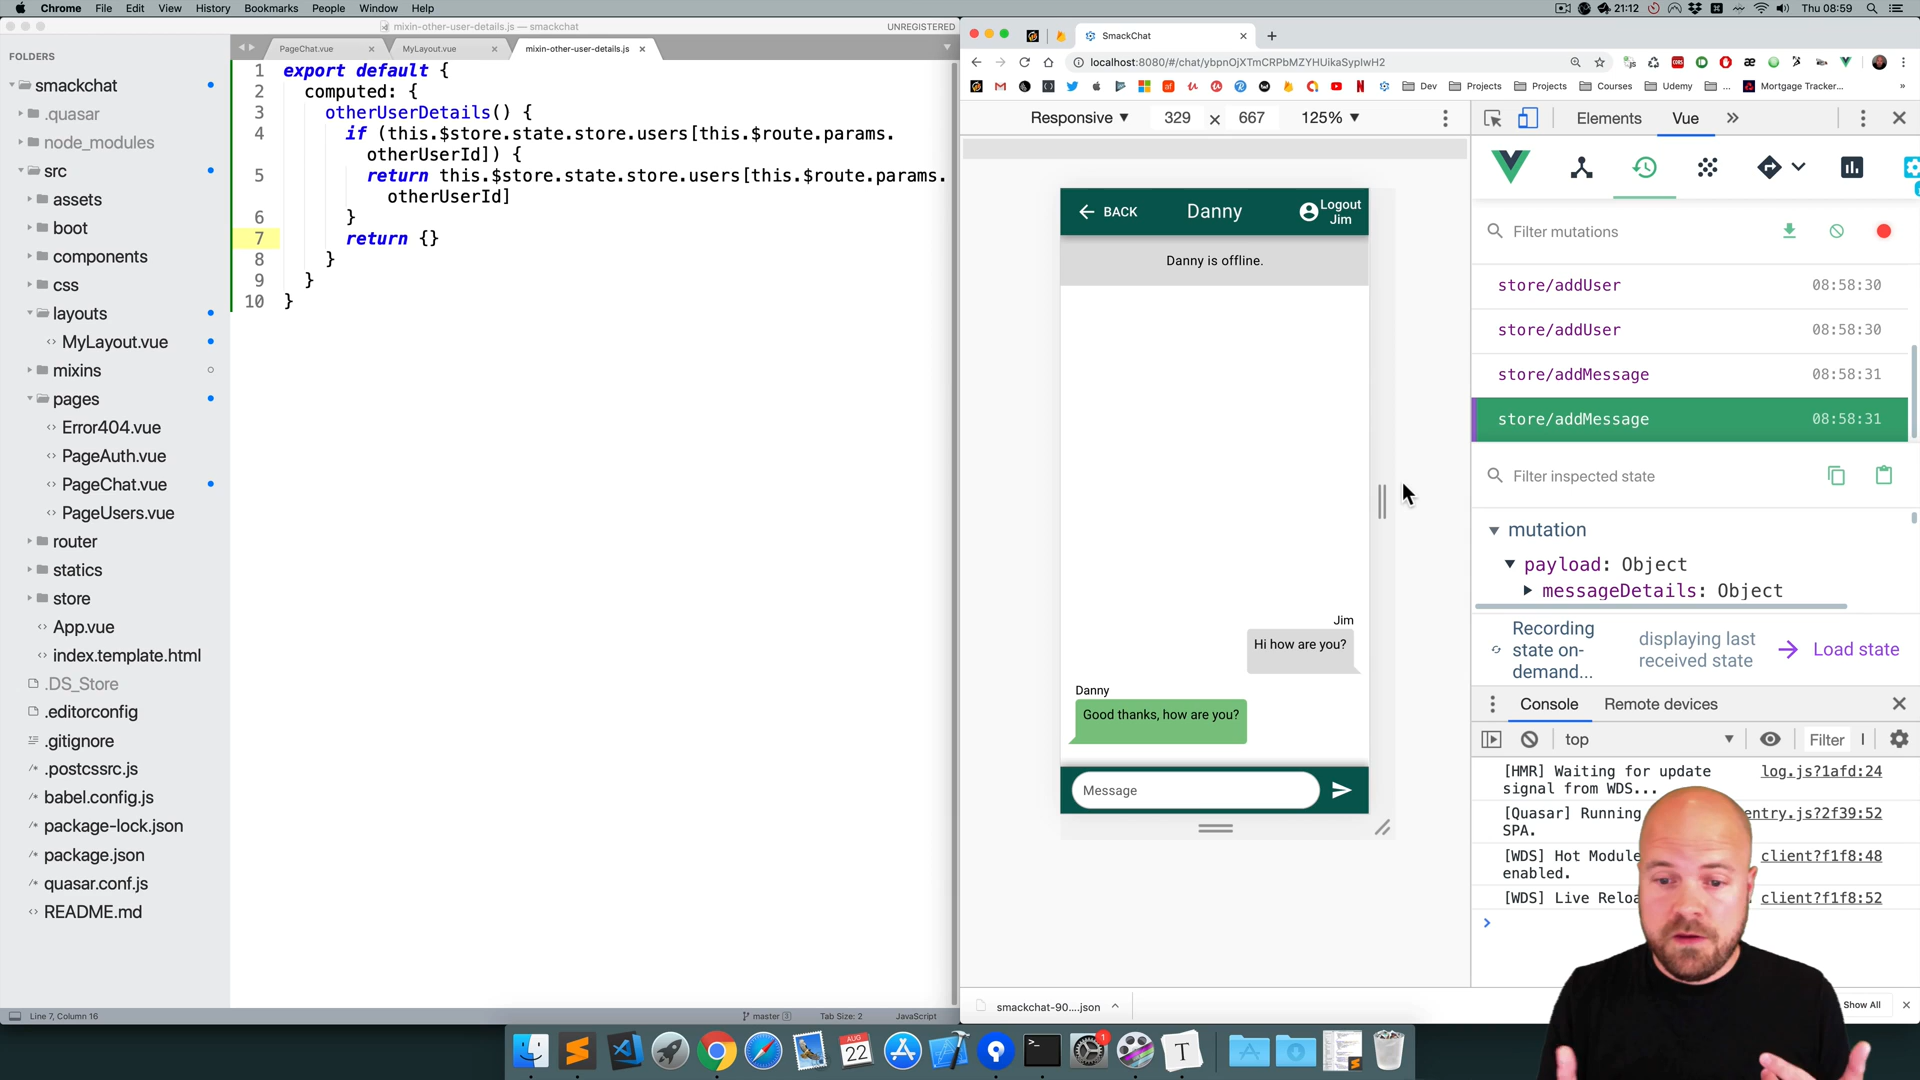 Chrome File Edit View History Bookmarks People Window Help
21:12
Thu 08:59
mixin-other-user-details.js — smackchat
UNREGISTERED
FOLDERS
smackchat
.quasar
node_modules
src
assets
boot
components
css
layouts
MyLayout.vue
mixins
pages
Error404.vue
PageAuth.vue
PageChat.vue
PageUsers.vue
router
statics
store
App.vue
index.template.html
.DS_Store
.editorconfig
.gitignore
.postcssrc.js
babel.config.js
package-lock.json
package.json
quasar.conf.js
README.md
PageChat.vue
MyLayout.vue
mixin-other-user-details.js
1 export default {
2 computed: {
3 otherUserDetails() {
4 if (this.$store.state.store.users[this.$route.params.
otherUserId]) {
5 return this.$store.state.store.users[this.$route.params.
otherUserId]
6 }
7 return {}
8 }
9 }
10 }
Line 7, Column 16
master 3
Tab Size: 2
JavaScript
SmackChat
localhost:8080/#/chat/ybpnOjXTmCRPbMZYHUikaSyplwH2
Dev
Projects
Projects
Courses
Udemy
...
Mortgage Tracker...
Responsive 329 × 667 125%
BACK
Danny
Logout
Jim
Danny is offline.
Jim
Hi how are you?
Danny
Good thanks, how are you?
Message
Elements
Vue
Filter mutations
store/addUser 08:58:30
store/addUser 08:58:30
store/addMessage 08:58:31
store/addMessage 08:58:31
Filter inspected state
mutation
payload: Object
messageDetails: Object
Recording
state on-
demand...
displaying last
received state
Load state
Console
Remote devices
top
Filter
[HMR] Waiting for update log.js?1afd:24
signal from WDS...
[Quasar] Running entry.js?2f39:52
SPA.
[WDS] Hot Module client?f1f8:48
enabled.
[WDS] Live Reloa client?f1f8:52
smackchat-90....json
Show All
AUG
22
1
T